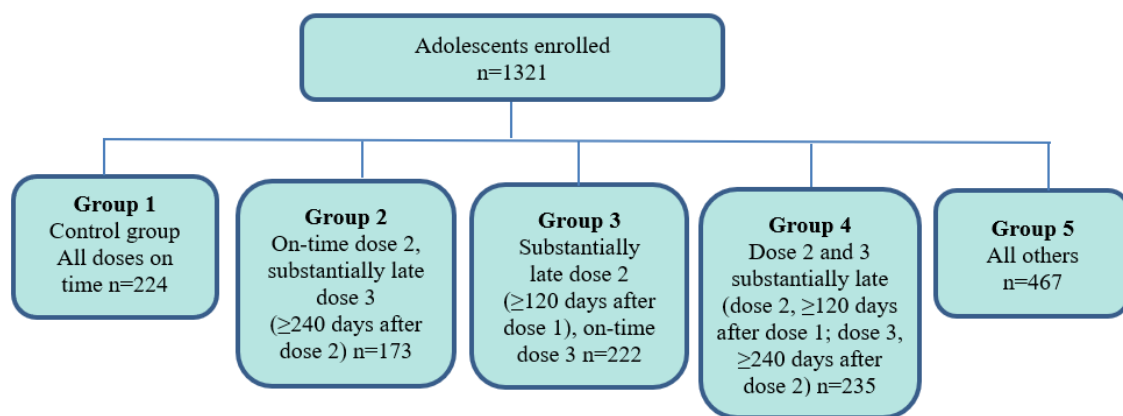 Adolescents enrolled
n=1321
Group 1
Control group
All doses on
time n=224
Group 2
On-time dose 2,
substantially late
dose 3
(≥240 days after
dose 2) n=173
Group 3
Substantially
late dose 2
(≥120 days after
dose 1), on-time
dose 3 n=222
Group 4
Dose 2 and 3
substantially late
(dose 2, ≥120 days
after dose 1; dose 3,
≥240 days after
dose 2) n=235
Group 5
All others
n=467